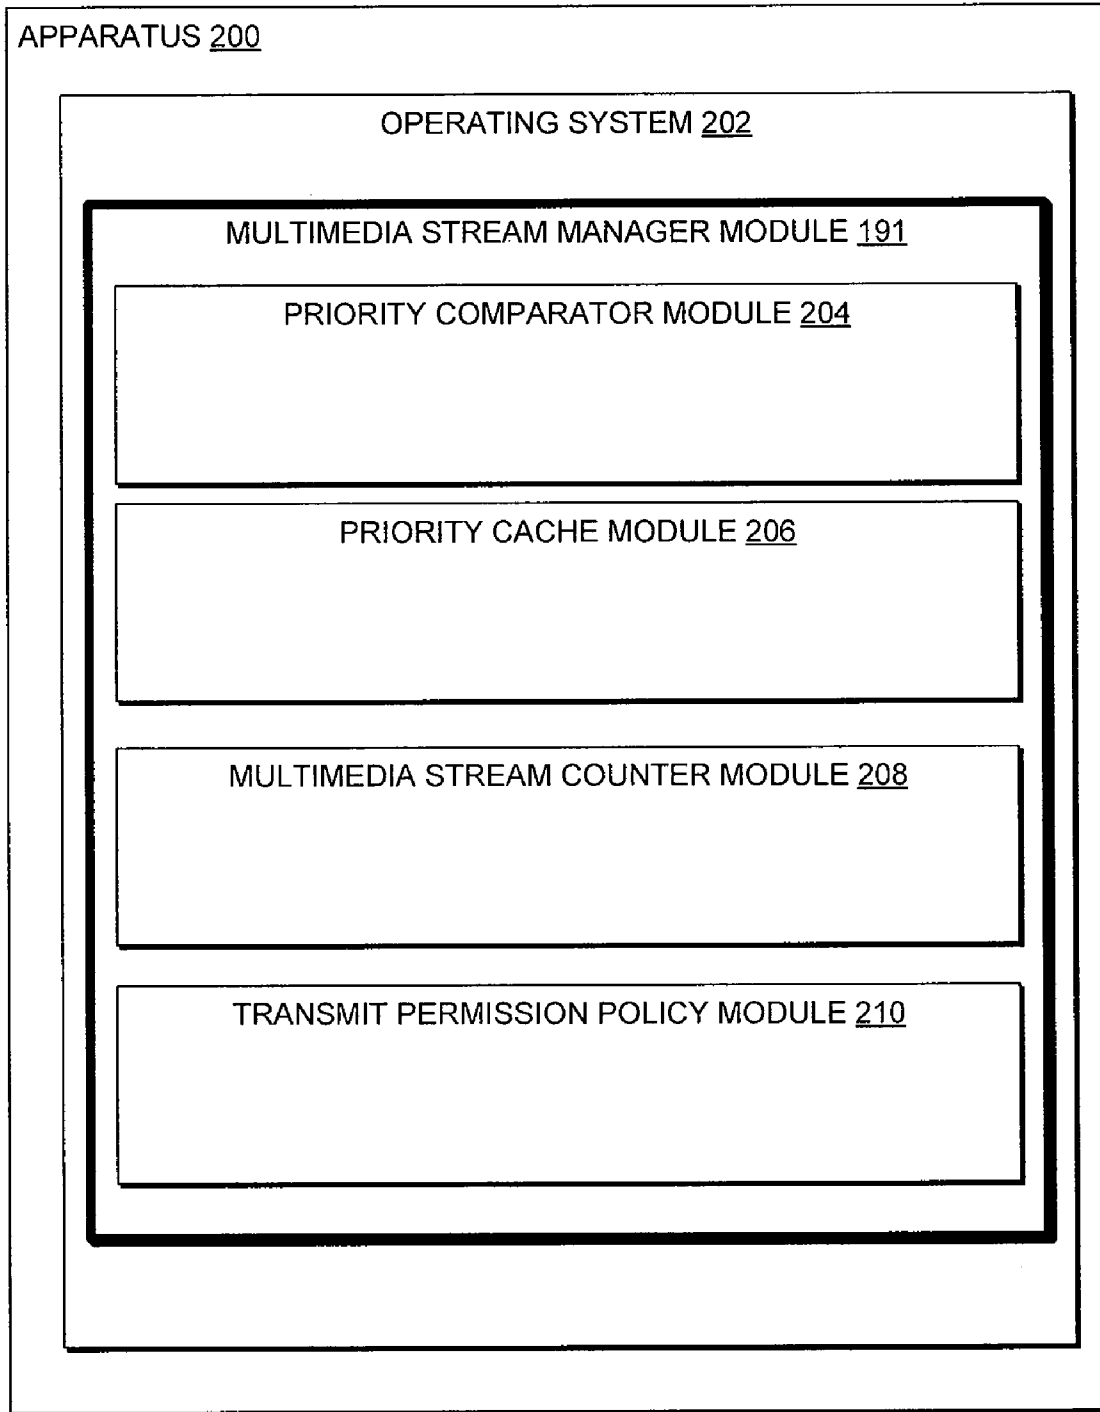 APPARATUS 200
OPERATING SYSTEM 202
MULTIMEDIA STREAM MANAGER MODULE 191
PRIORITY COMPARATOR MODULE 204
PRIORITY CACHE MODULE 206
MULTIMEDIA STREAM COUNTER MODULE 208
TRANSMIT PERMISSION POLICY MODULE 210